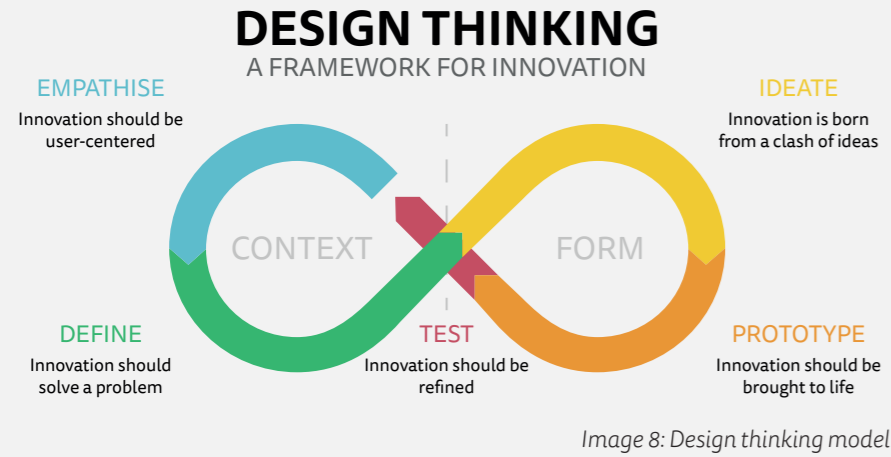 DESIGN THINKING
A FRAMEWORK FOR INNOVATION
EMPATHISE
Innovation should be
user-centered
IDEATE
Innovation is born
from a clash of ideas
CONTEXT
FORM
DEFINE
Innovation should
solve a problem
TEST
Innovation should be
refined
PROTOTYPE
Innovation should be
brought to life
Image 8: Design thinking model